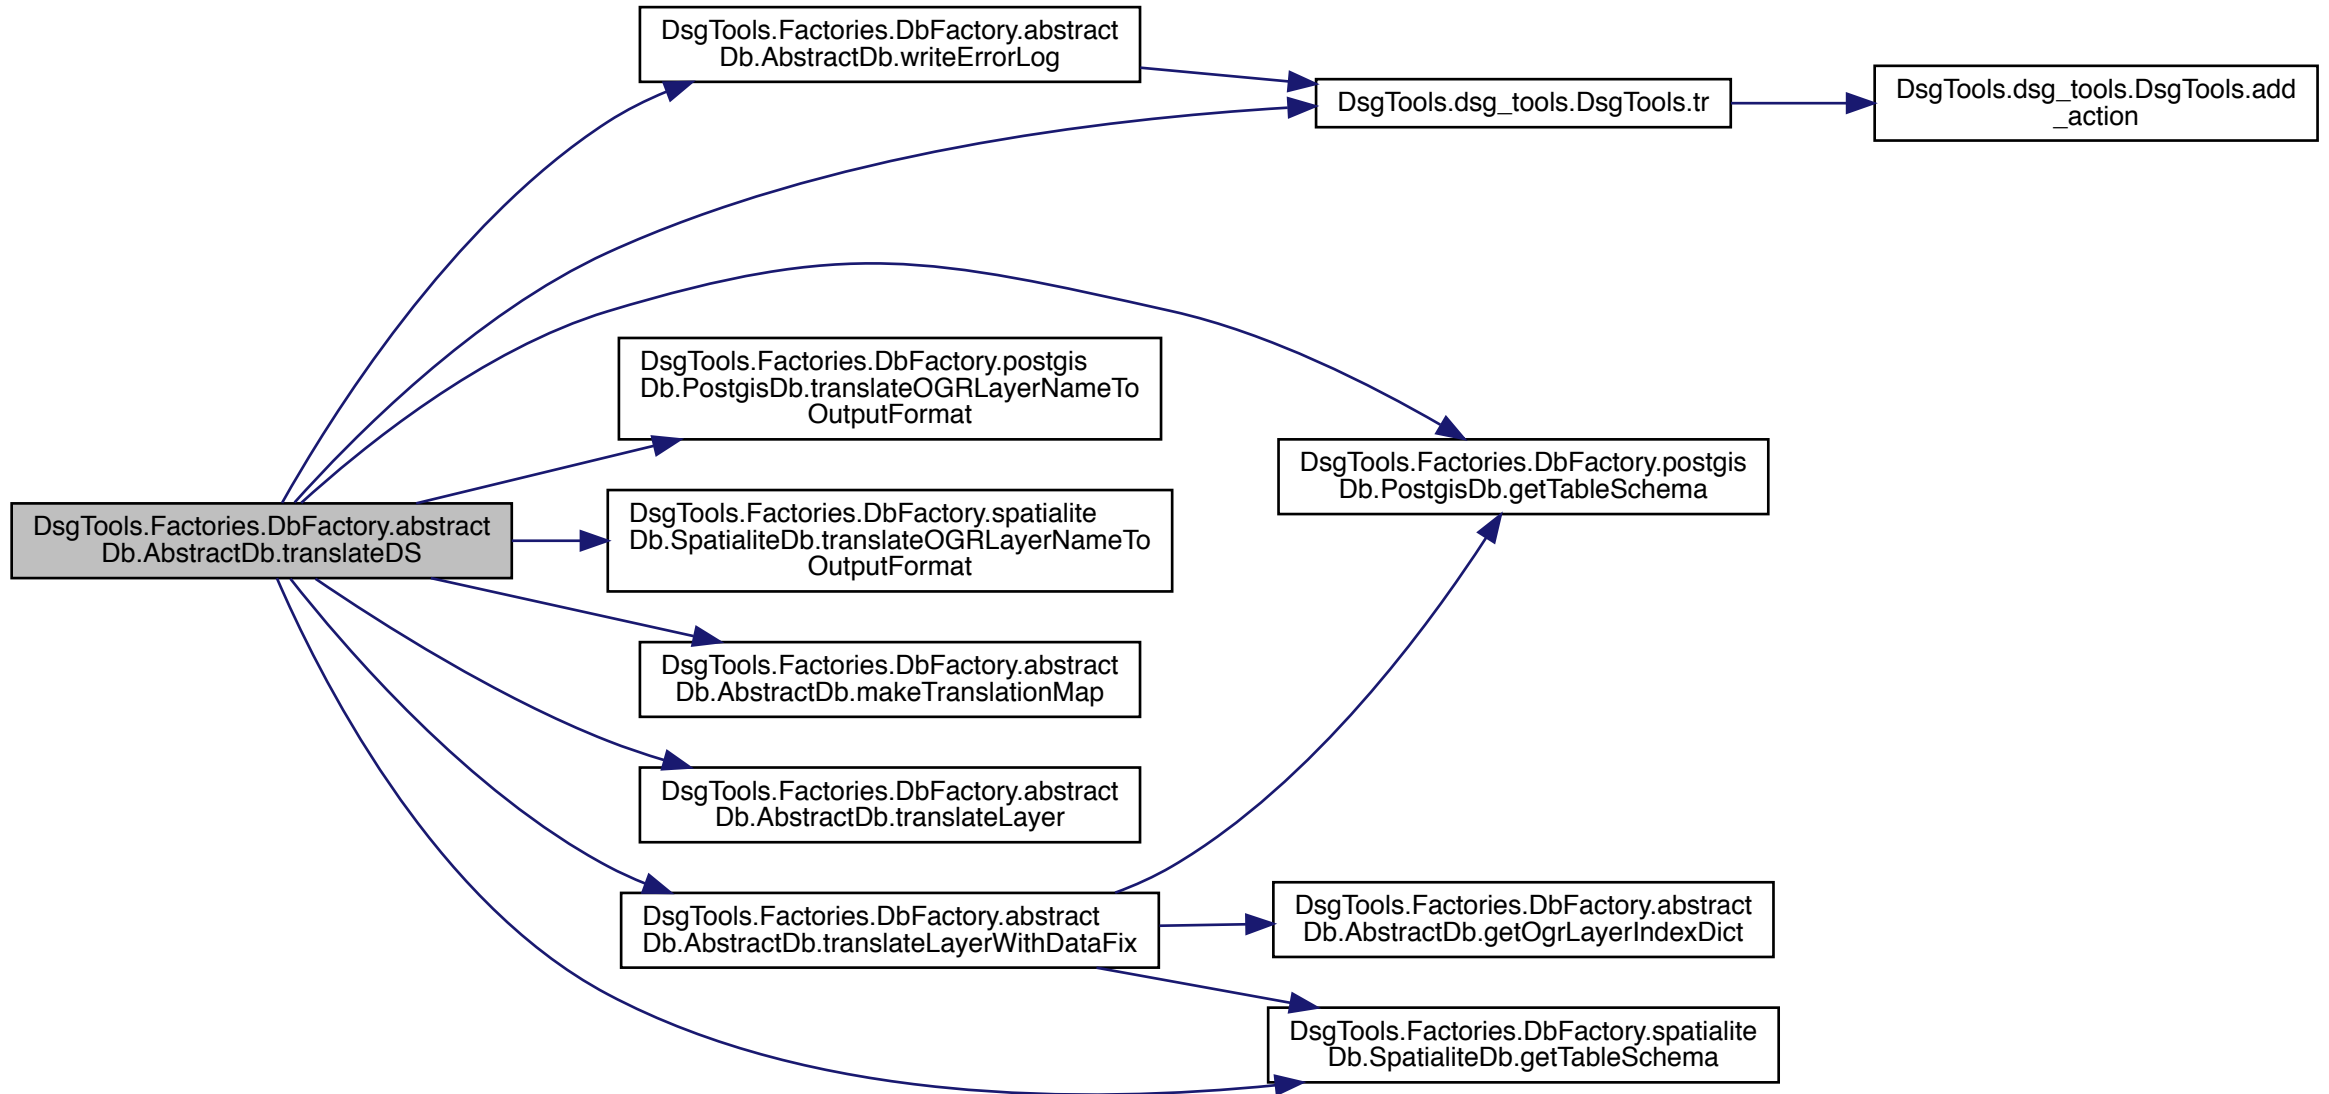 DsgTools.Factories.DbFactory.abstract
Db.AbstractDb.writeErrorLog
DsgTools.dsg_tools.DsgTools.tr
DsgTools.dsg_tools.DsgTools.add
_action
DsgTools.Factories.DbFactory.postgis
Db.PostgisDb.translateOGRLayerNameTo
OutputFormat
DsgTools.Factories.DbFactory.postgis
Db.PostgisDb.getTableSchema
DsgTools.Factories.DbFactory.abstract
Db.AbstractDb.translateDS
DsgTools.Factories.DbFactory.spatialite
Db.SpatialiteDb.translateOGRLayerNameTo
OutputFormat
DsgTools.Factories.DbFactory.abstract
Db.AbstractDb.makeTranslationMap
DsgTools.Factories.DbFactory.abstract
Db.AbstractDb.translateLayer
DsgTools.Factories.DbFactory.abstract
Db.AbstractDb.translateLayerWithDataFix
DsgTools.Factories.DbFactory.abstract
Db.AbstractDb.getOgrLayerIndexDict
DsgTools.Factories.DbFactory.spatialite
Db.SpatialiteDb.getTableSchema